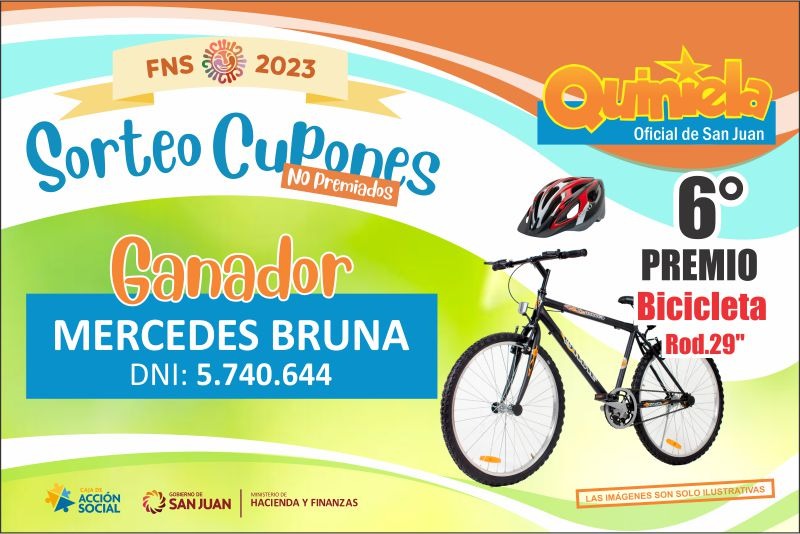 FNS 2023
Sorteo Cupones
NO Premiados
Quiniela
Oficial de San Juan
6°
PREMIO
Bicicleta
Rod.29"
Ganador
MERCEDES BRUNA
DNI: 5.740.644
CAJA DE
ACCIÓN
SOCIAL
GOBIERNO DE
SAN JUAN
MINISTERIO DE
HACIENDA Y FINANZAS
LAS IMÁGENES SON SOLO ILUSTRATIVAS